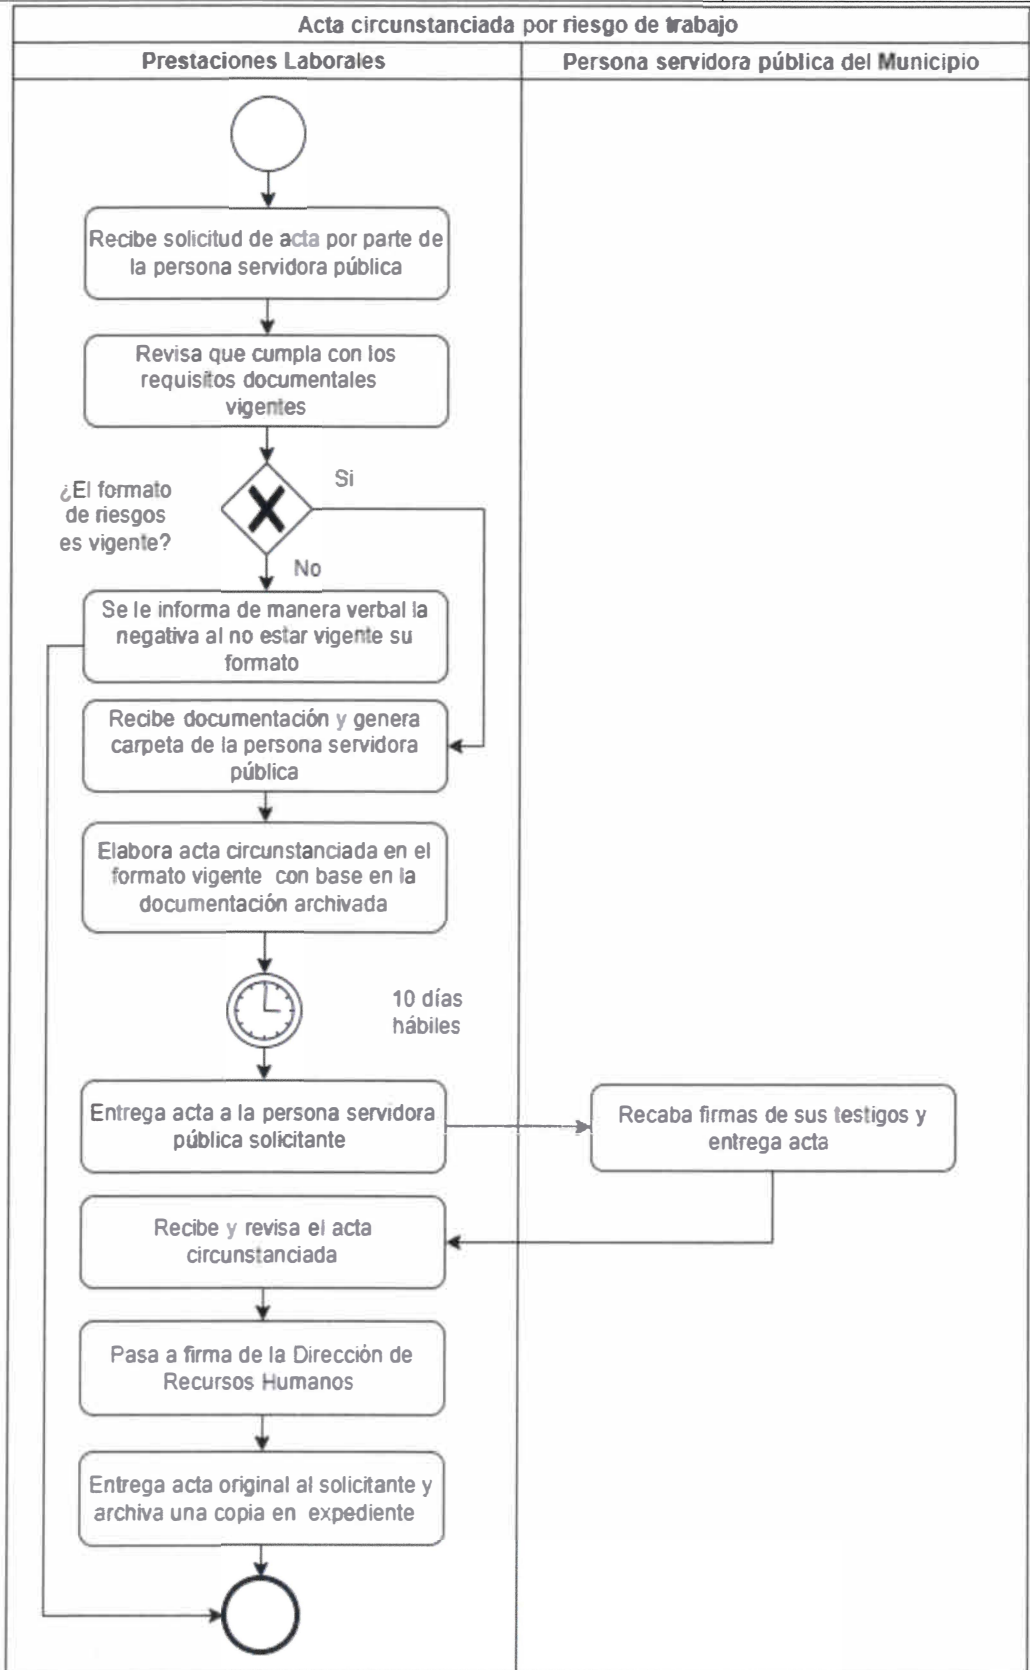 Acta circunstanciada por riesgo de trabajo
Prestaciones Laborales
Persona servidora pública del Municipio
Recibe solicitud de acta por parte de
la persona servidora pública
Revisa que cumpla con los
requisitos documentales
vigentes
¿El formato
de riesgos
es vigente?
Si
No
Se le informa de manera verbal la
negativa al no estar vigente su
formato
Recibe documentación y genera
carpeta de la persona servidora
pública
Elabora acta circunstanciada en el
formato vigente con base en la
documentación archivada
10 días
hábiles
Entrega acta a la persona servidora
pública solicitante
Recaba firmas de sus testigos y
entrega acta
Recibe y revisa el acta
circunstanciada
Pasa a firma de la Dirección de
Recursos Humanos
Entrega acta original al solicitante y
archiva una copia en expediente